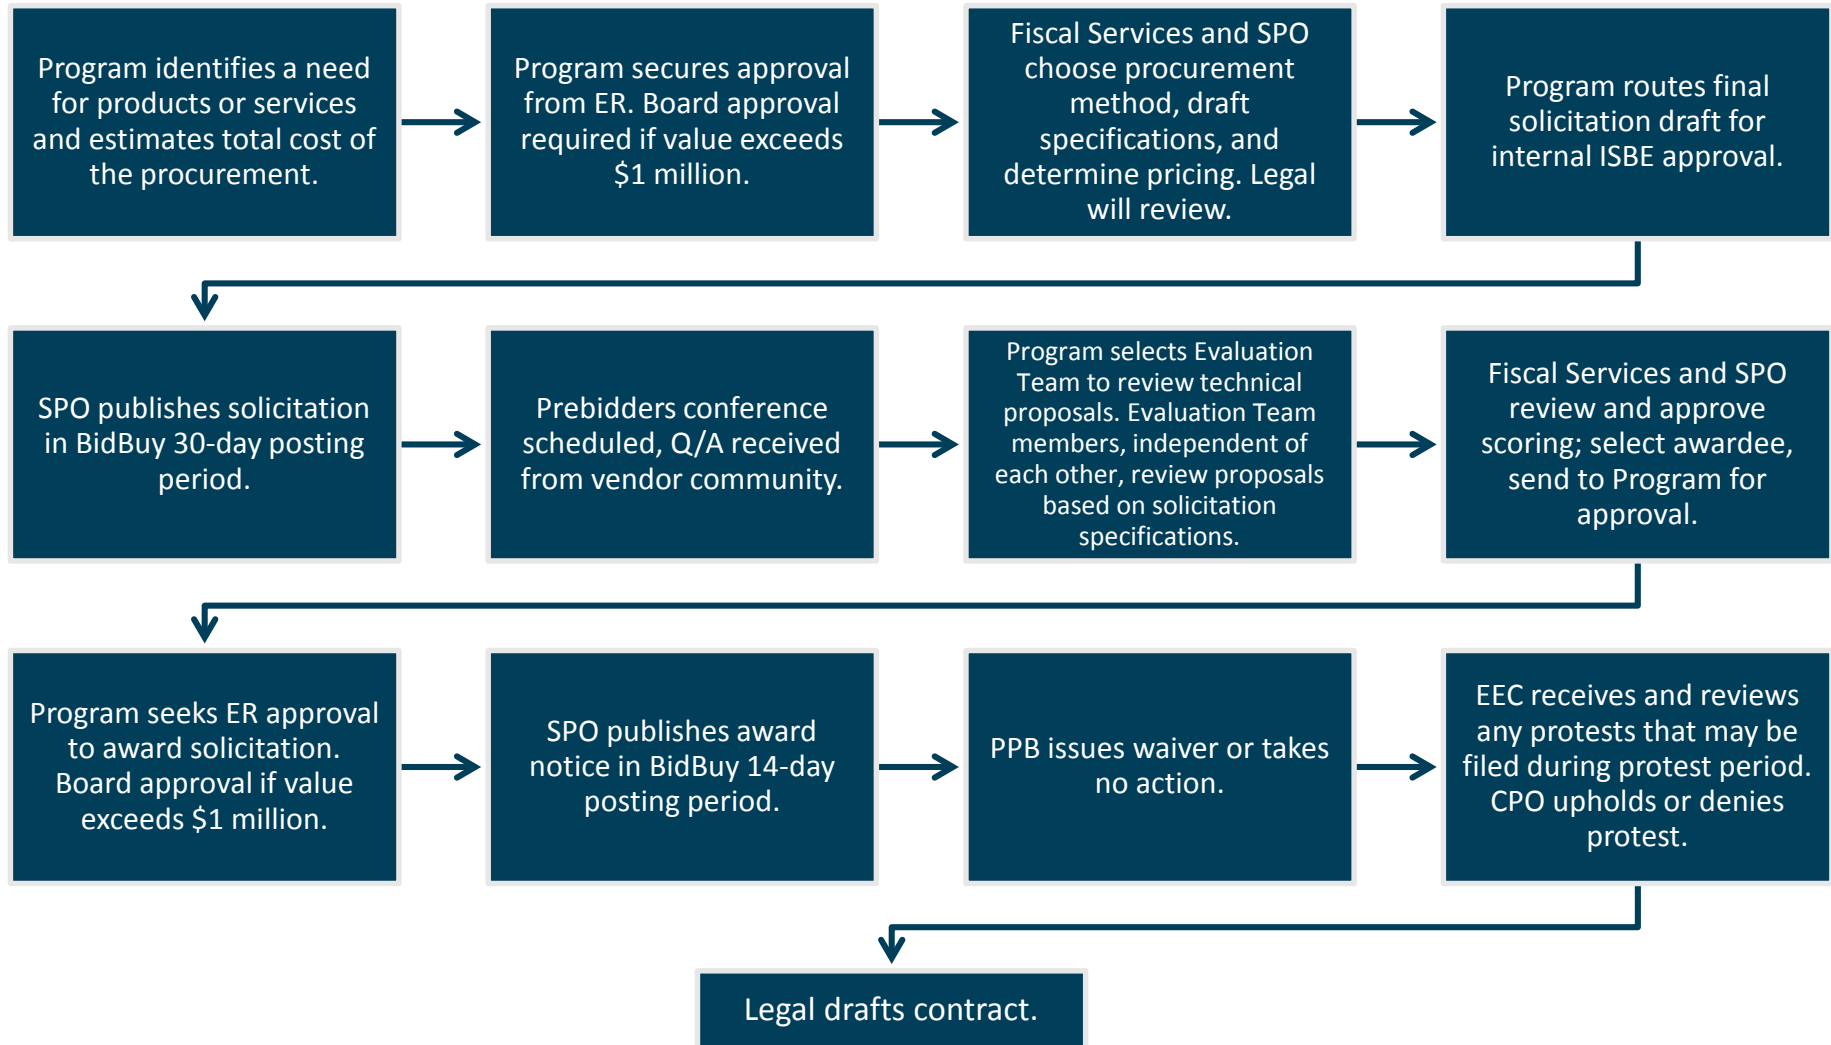 Program identifies a need
for products or services
and estimates total cost of
the procurement.
Program secures approval
from ER. Board approval
required if value exceeds
$1 million.
Fiscal Services and SPO
choose procurement
method, draft
specifications, and
determine pricing. Legal
will review.
Program routes final
solicitation draft for
internal ISBE approval.
SPO publishes solicitation
in BidBuy 30-day posting
period.
Prebidders conference
scheduled, Q/A received
from vendor community.
Program selects Evaluation
Team to review technical
proposals. Evaluation Team
members, independent of
each other, review proposals
based on solicitation
specifications.
Fiscal Services and SPO
review and approve
scoring; select awardee,
send to Program for
approval.
Program seeks ER approval
to award solicitation.
Board approval if value
exceeds $1 million.
SPO publishes award
notice in BidBuy 14-day
posting period.
PPB issues waiver or takes
no action.
EEC receives and reviews
any protests that may be
filed during protest period.
CPO upholds or denies
protest.
Legal drafts contract.